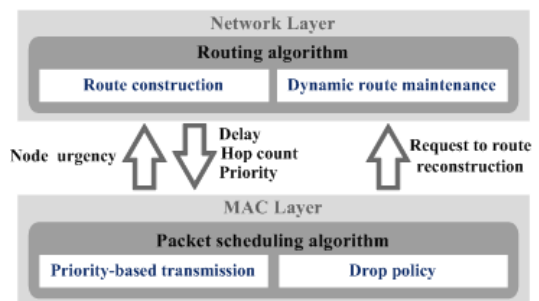 Network Layer
Routing algorithm
Route construction
Dynamic route maintenance
Node urgency
Delay
Hop count
Priority
Request to route
reconstruction
MAC Layer
Packet scheduling algorithm
Priority-based transmission
Drop policy